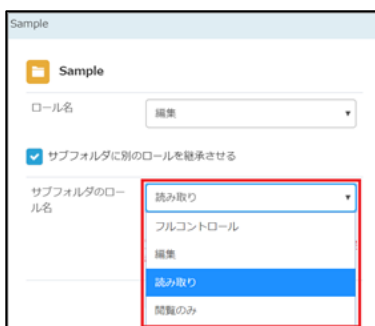 Sample
Sample
ロール名
編集
サブフォルダに別のロールを継承させる
サブフォルダのロー
ル名
読み取り
フルコントロール
編集
読み取り
閲覧のみ